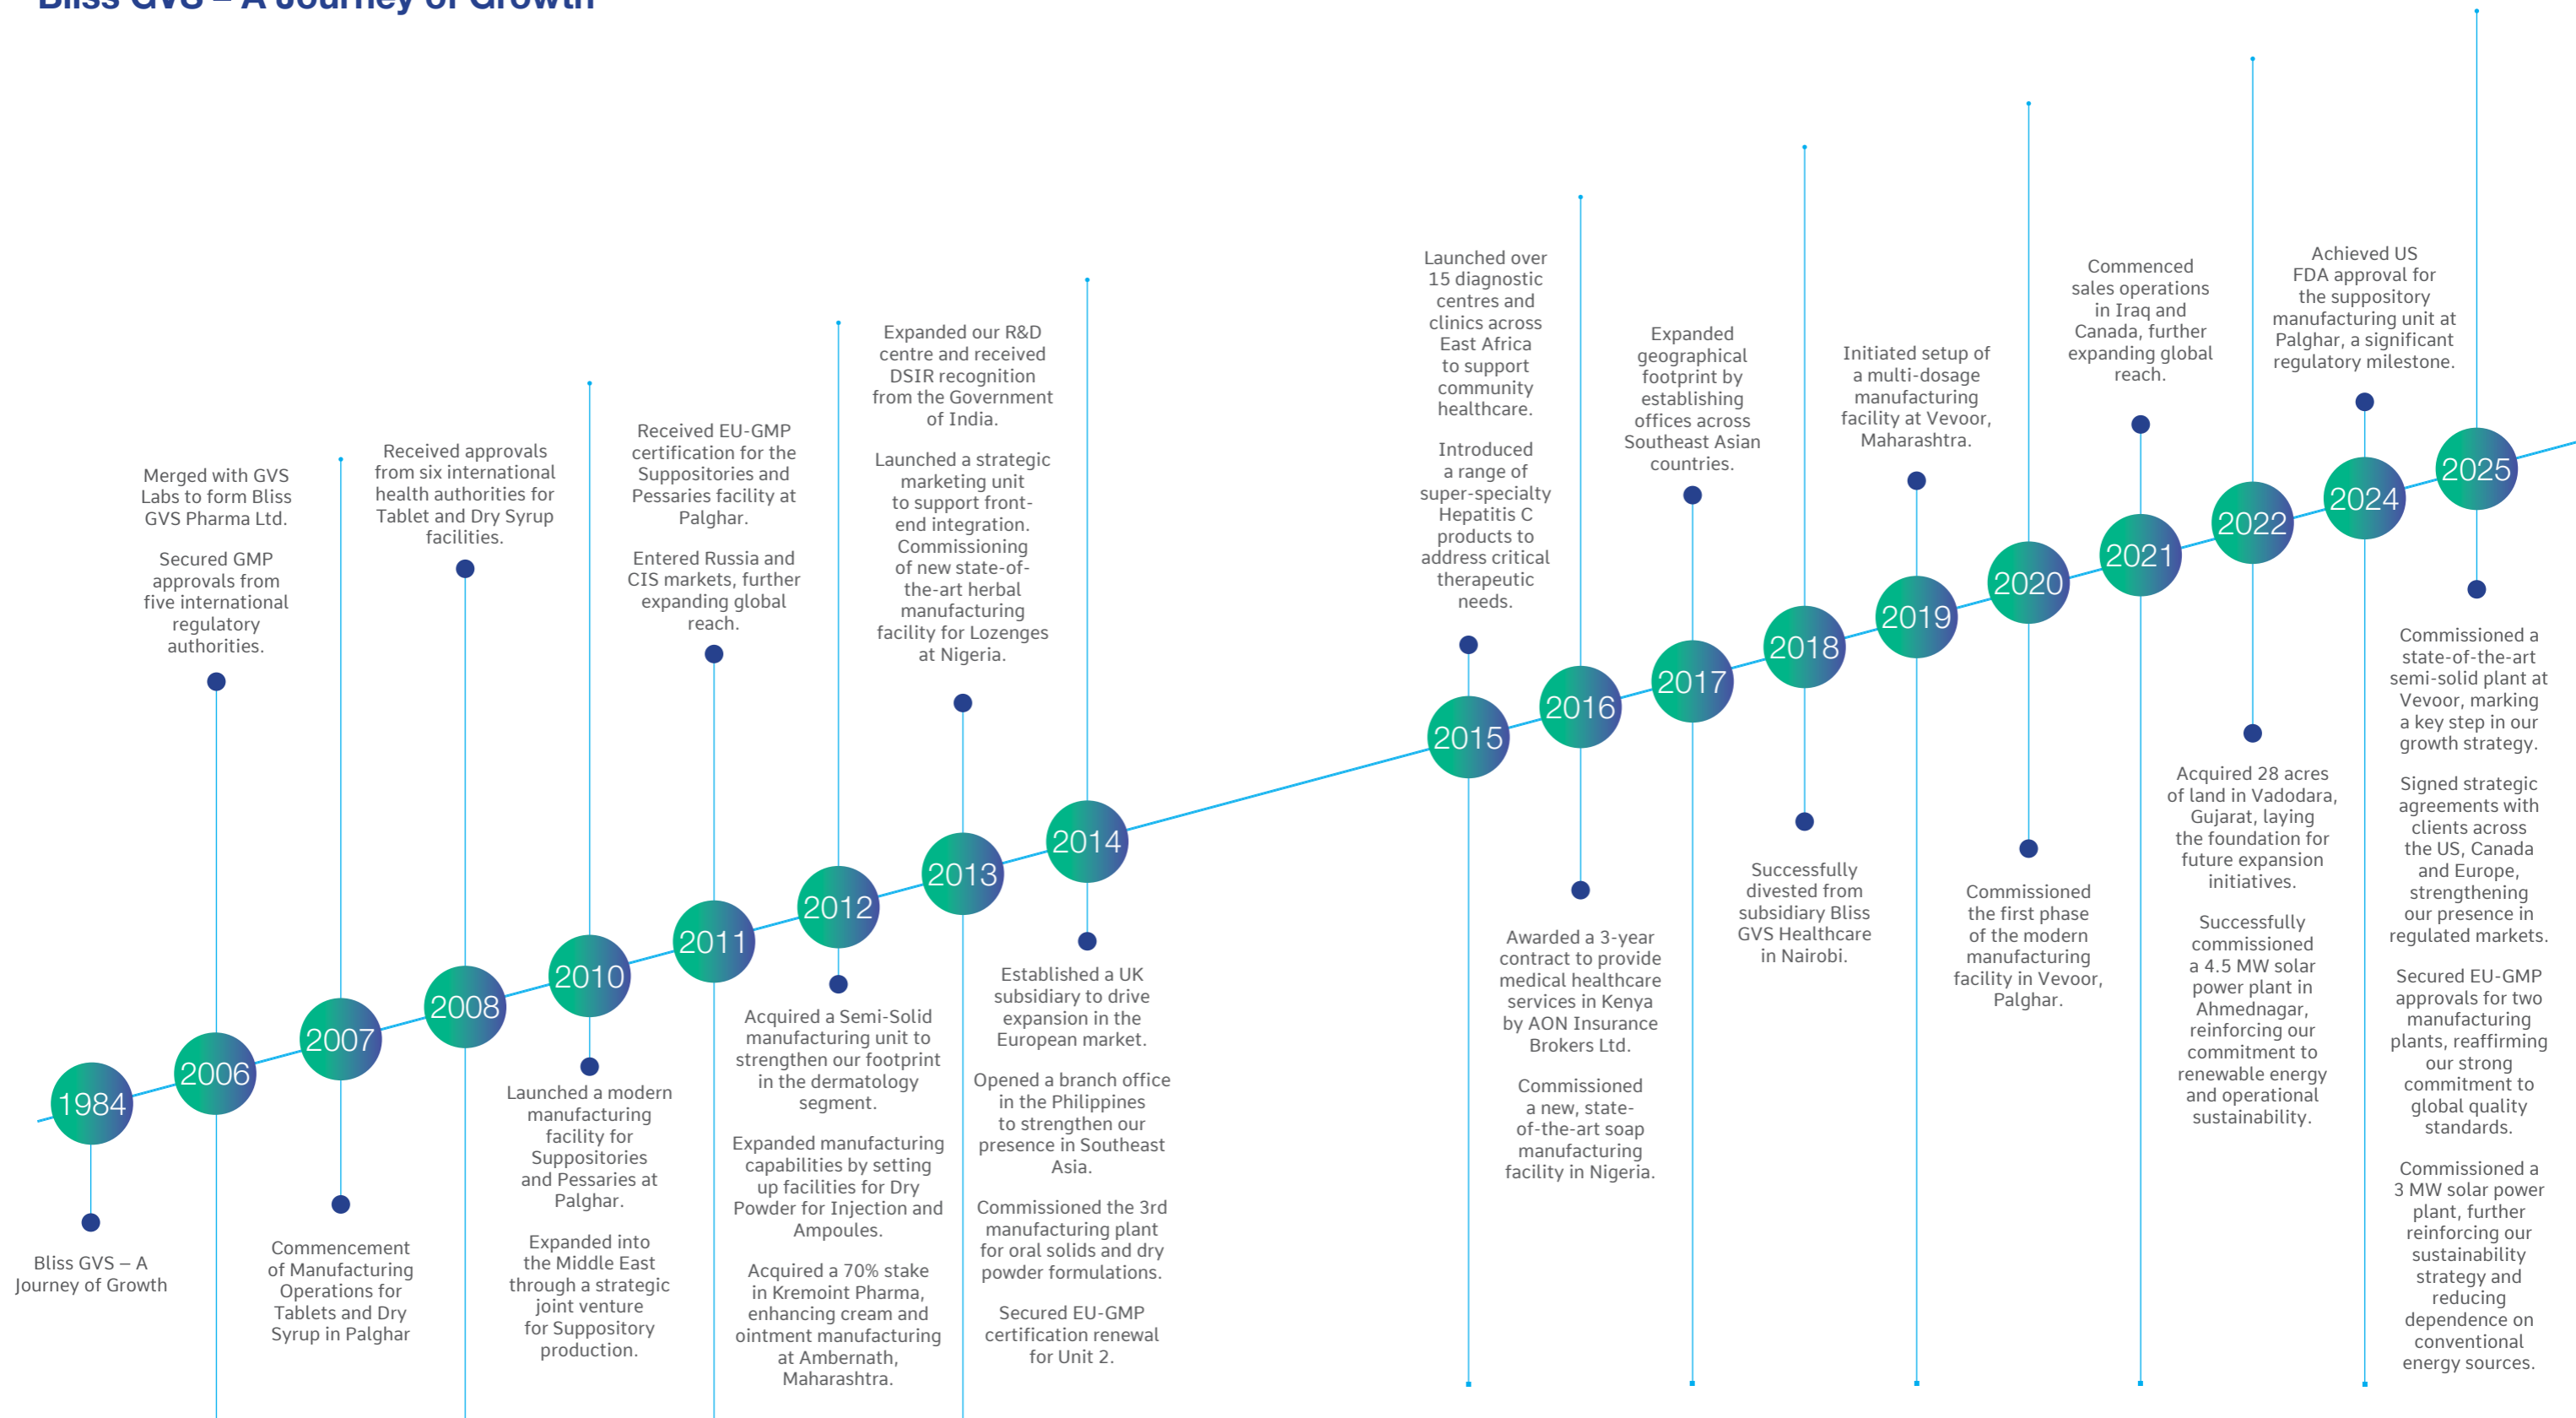 Bliss GVS – A Journey of Growth
1984
Bliss GVS – A
Journey of Growth
2006
Merged with GVS
Labs to form Bliss
GVS Pharma Ltd.
Secured GMP
approvals from
five international
regulatory
authorities.
2007
Commencement
of Manufacturing
Operations for
Tablets and Dry
Syrup in Palghar
2008
Received approvals
from six international
health authorities for
Tablet and Dry Syrup
facilities.
2010
Launched a modern
manufacturing
facility for
Suppositories
and Pessaries at
Palghar.
Expanded into
the Middle East
through a strategic
joint venture
for Suppository
production.
2011
Received EU-GMP
certification for the
Suppositories and
Pessaries facility at
Palghar.
Entered Russia and
CIS markets, further
expanding global
reach.
2012
Acquired a Semi-Solid
manufacturing unit to
strengthen our footprint
in the dermatology
segment.
Expanded manufacturing
capabilities by setting
up facilities for Dry
Powder for Injection and
Ampoules.
Acquired a 70% stake
in Kremoint Pharma,
enhancing cream and
ointment manufacturing
at Ambernath,
Maharashtra.
2013
Expanded our R&D
centre and received
DSIR recognition
from the Government
of India.
Launched a strategic
marketing unit
to support front-
end integration.
Commissioning
of new state-of-
the-art herbal
manufacturing
facility for Lozenges
at Nigeria.
2014
Established a UK
subsidiary to drive
expansion in the
European market.
Opened a branch office
in the Philippines
to strengthen our
presence in Southeast
Asia.
Commissioned the 3rd
manufacturing plant
for oral solids and dry
powder formulations.
Secured EU-GMP
certification renewal
for Unit 2.
2015
Launched over
15 diagnostic
centres and
clinics across
East Africa
to support
community
healthcare.
Introduced
a range of
super-specialty
Hepatitis C
products to
address critical
therapeutic
needs.
2016
Awarded a 3-year
contract to provide
medical healthcare
services in Kenya
by AON Insurance
Brokers Ltd.
Commissioned
a new, state-
of-the-art soap
manufacturing
facility in Nigeria.
2017
Expanded
geographical
footprint by
establishing
offices across
Southeast Asian
countries.
2018
Successfully
divested from
subsidiary Bliss
GVS Healthcare
in Nairobi.
2019
Initiated setup of
a multi-dosage
manufacturing
facility at Vevoor,
Maharashtra.
2020
Commissioned
the first phase
of the modern
manufacturing
facility in Vevoor,
Palghar.
2021
Commenced
sales operations
in Iraq and
Canada, further
expanding global
reach.
2022
Acquired 28 acres
of land in Vadodara,
Gujarat, laying
the foundation for
future expansion
initiatives.
Successfully
commissioned
a 4.5 MW solar
power plant in
Ahmednagar,
reinforcing our
commitment to
renewable energy
and operational
sustainability.
2024
Achieved US
FDA approval for
the suppository
manufacturing unit at
Palghar, a significant
regulatory milestone.
2025
Commissioned a
state-of-the-art
semi-solid plant at
Vevoor, marking
a key step in our
growth strategy.
Signed strategic
agreements with
clients across
the US, Canada
and Europe,
strengthening
our presence in
regulated markets.
Secured EU-GMP
approvals for two
manufacturing
plants, reaffirming
our strong
commitment to
global quality
standards.
Commissioned a
3 MW solar power
plant, further
reinforcing our
sustainability
strategy and
reducing
dependence on
conventional
energy sources.